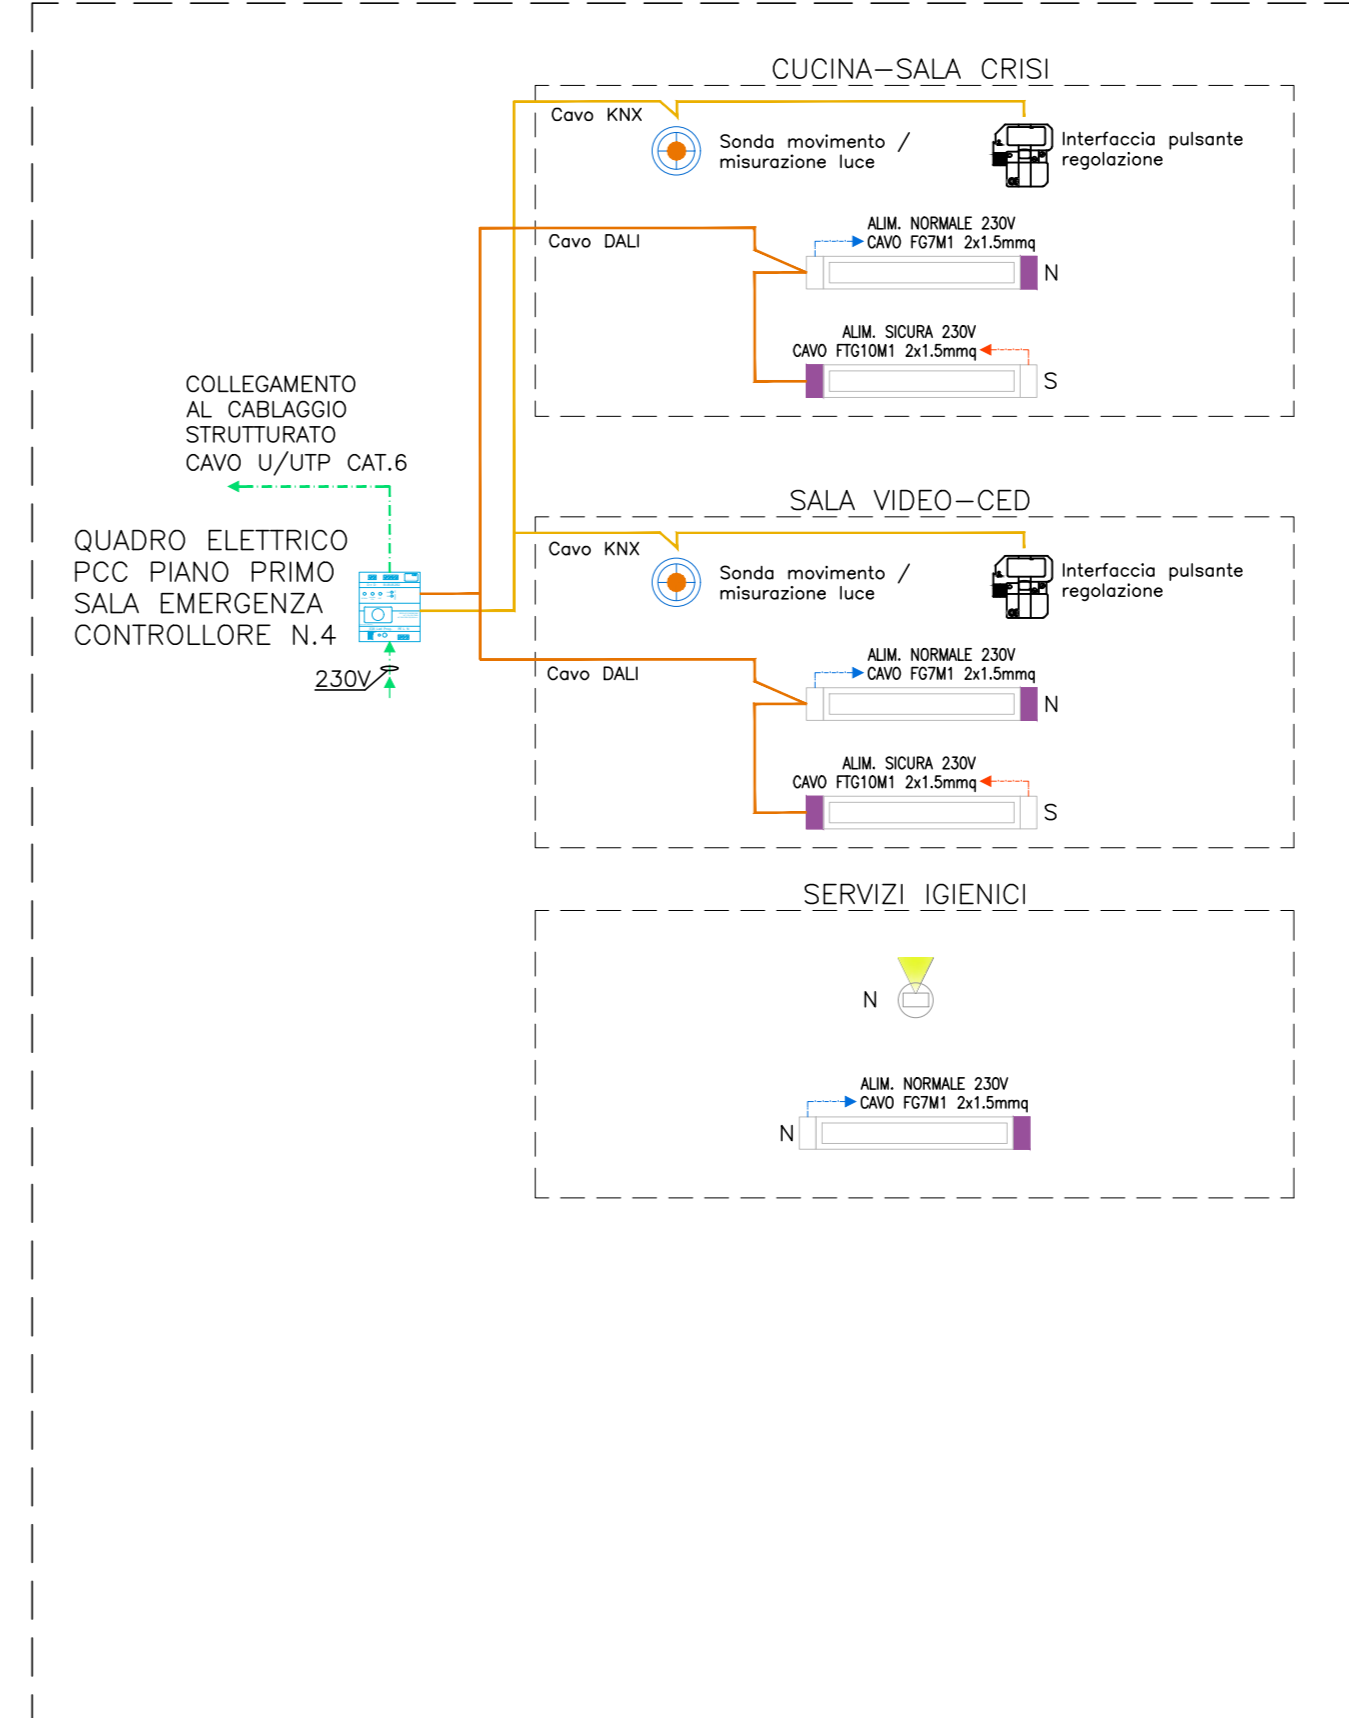 CUCINA-SALA CRISI
Cavo KNX
Sonda movimento /
misurazione luce
Interfaccia pulsante
regolazione
ALIM. NORMALE 230V
CAVO FG7M1 2x1.5mmq
Cavo DALI
N
ALIM. SICURA 230V
CAVO FTG10M1 2x1.5mmq
S
COLLEGAMENTO
AL CABLAGGIO
STRUTTURATO
CAVO U/UTP CAT.6
QUADRO ELETTRICO
PCC PIANO PRIMO
SALA EMERGENZA
CONTROLLORE N.4
230V
SALA VIDEO-CED
Cavo KNX
Sonda movimento /
misurazione luce
Interfaccia pulsante
regolazione
ALIM. NORMALE 230V
CAVO FG7M1 2x1.5mmq
Cavo DALI
N
ALIM. SICURA 230V
CAVO FTG10M1 2x1.5mmq
S
SERVIZI IGIENICI
N
ALIM. NORMALE 230V
CAVO FG7M1 2x1.5mmq
N